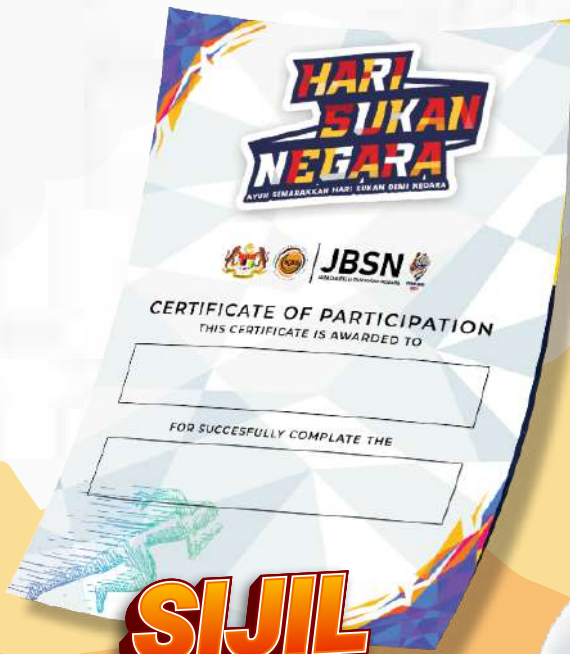 HARI
SUKAN
NEGARA
AYUH SEMARAKKAN HARI SUKAN DEMI NEGARA
JBSN
CERTIFICATE OF PARTICIPATION
THIS CERTIFICATE IS AWARDED TO
FOR SUCCESFULLY COMPLATE THE
SIJIL